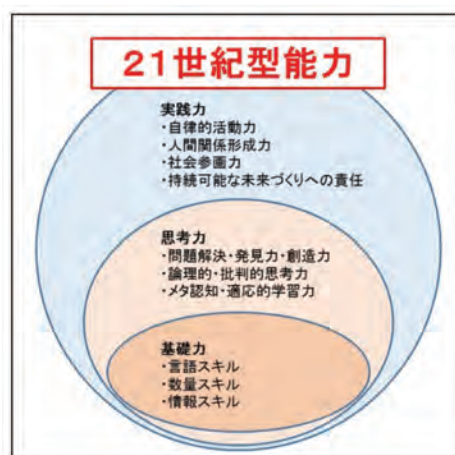 21世紀型能力
実践力
・自律的活動力
・人間関係形成力
・社会参画力
・持続可能な未来づくりへの責任
思考力
・問題解決・発見力・創造力
・論理的・批判的思考力
・メタ認知・適応的学習力
基礎力
・言語スキル
・数量スキル
・情報スキル